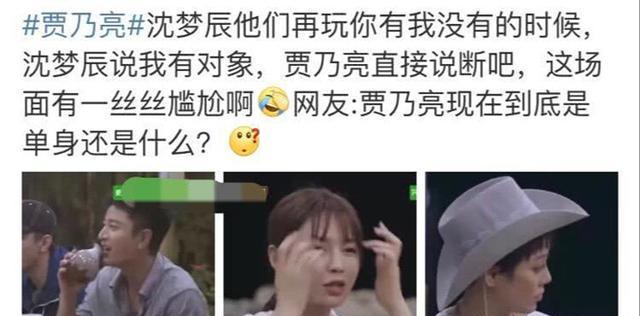 #贾乃亮#沈梦辰他们再玩你有我没有的时候，
沈梦辰说我有对象，贾乃亮直接说断吧，这场
面有一丝丝尴尬啊🤣网友:贾乃亮现在到底是
单身还是什么？🤔